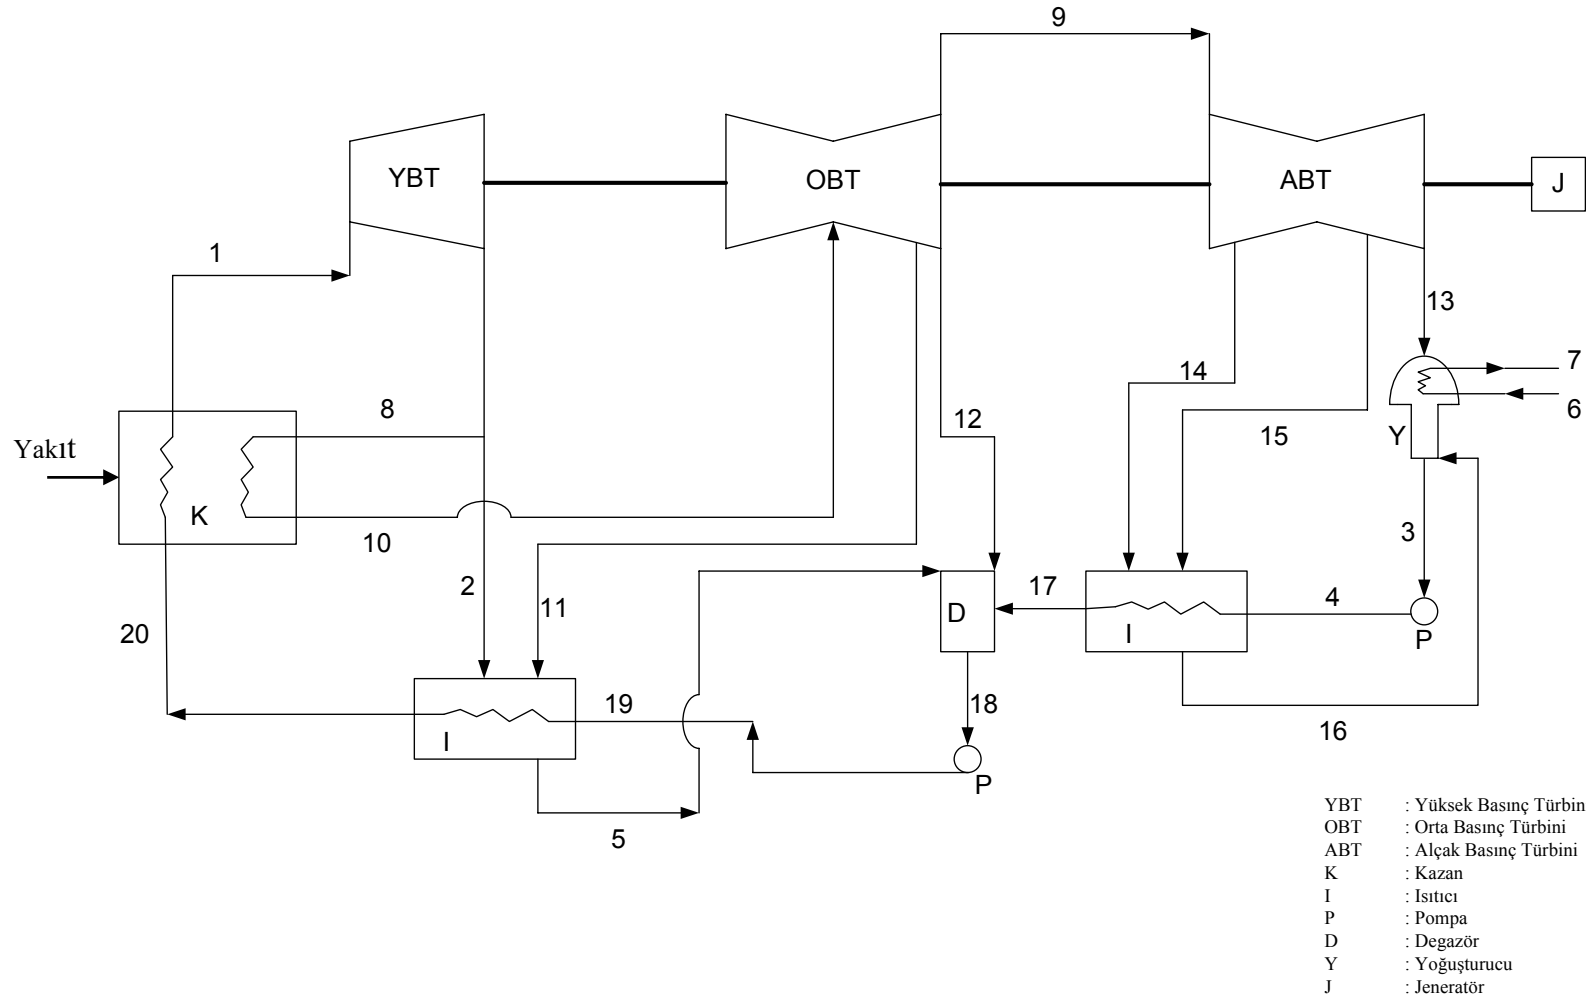 9
YBT
OBT
ABT
J
1
13
7
14
8
6
12
15
Y
Yakıt
K
3
10
2
11
17
4
D
I
P
20
18
19
16
I
P
5
YBT : Yüksek Basınç Türbin
OBT : Orta Basınç Türbini
ABT : Alçak Basınç Türbini
K : Kazan
I : Isıtıcı
P : Pompa
D : Degazör
Y : Yoğuşturucu
J : Jeneratör